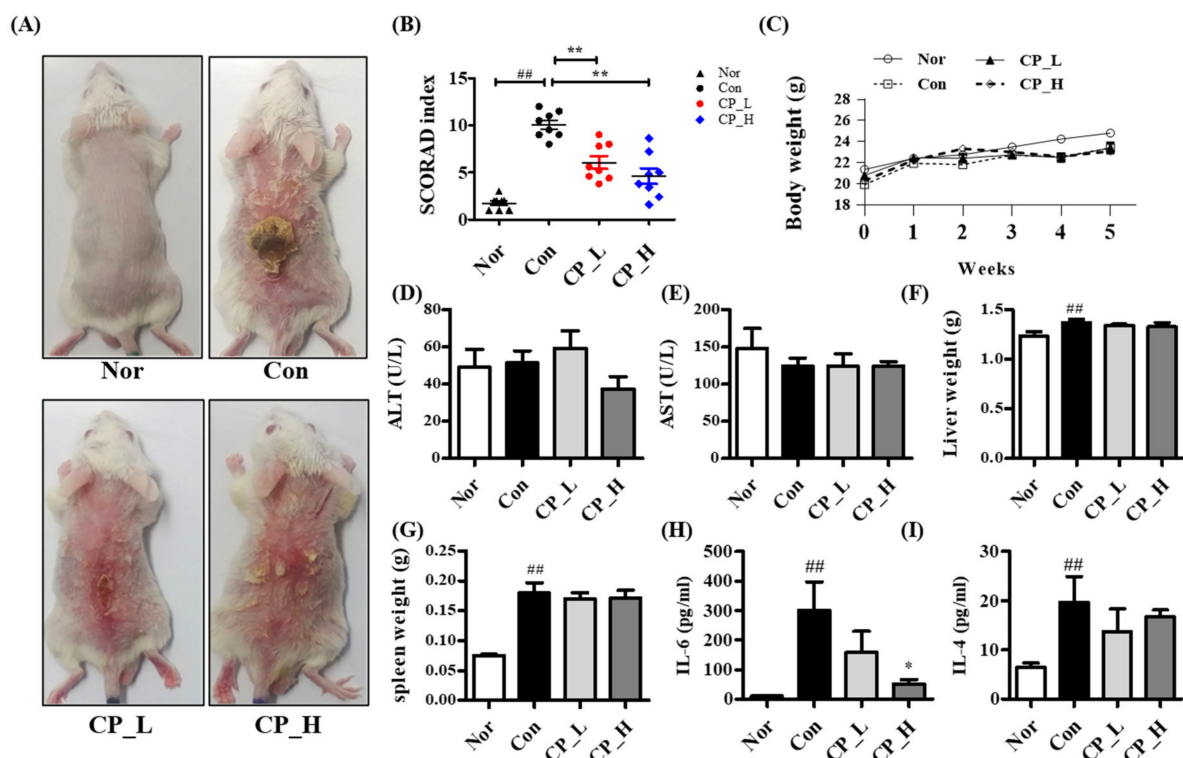 (A)
Nor
Con
CP_L
CP_H
(B)
**
##
**
SCORAD index
15
10
5
0
Nor
Con
CP_L
CP_H
Nor
Con
CP_L
CP_H
(C)
Nor
CP_L
Con
CP_H
Body weight (g)
28
26
24
22
20
18
0
1
2
3
4
5
Weeks
(D)
ALT (U/L)
80
60
40
20
0
Nor
Con
CP_L
CP_H
(E)
AST (U/L)
200
150
100
50
0
Nor
Con
CP_L
CP_H
(F)
##
Liver weight (g)
1.5
1.0
0.5
0.0
Nor
Con
CP_L
CP_H
(G)
##
spleen weight (g)
0.25
0.20
0.15
0.10
0.05
0.00
Nor
Con
CP_L
CP_H
(H)
##
*
IL-6 (pg/ml)
500
400
300
200
100
0
Nor
Con
CP_L
CP_H
(I)
##
IL-4 (pg/ml)
30
20
10
0
Nor
Con
CP_L
CP_H